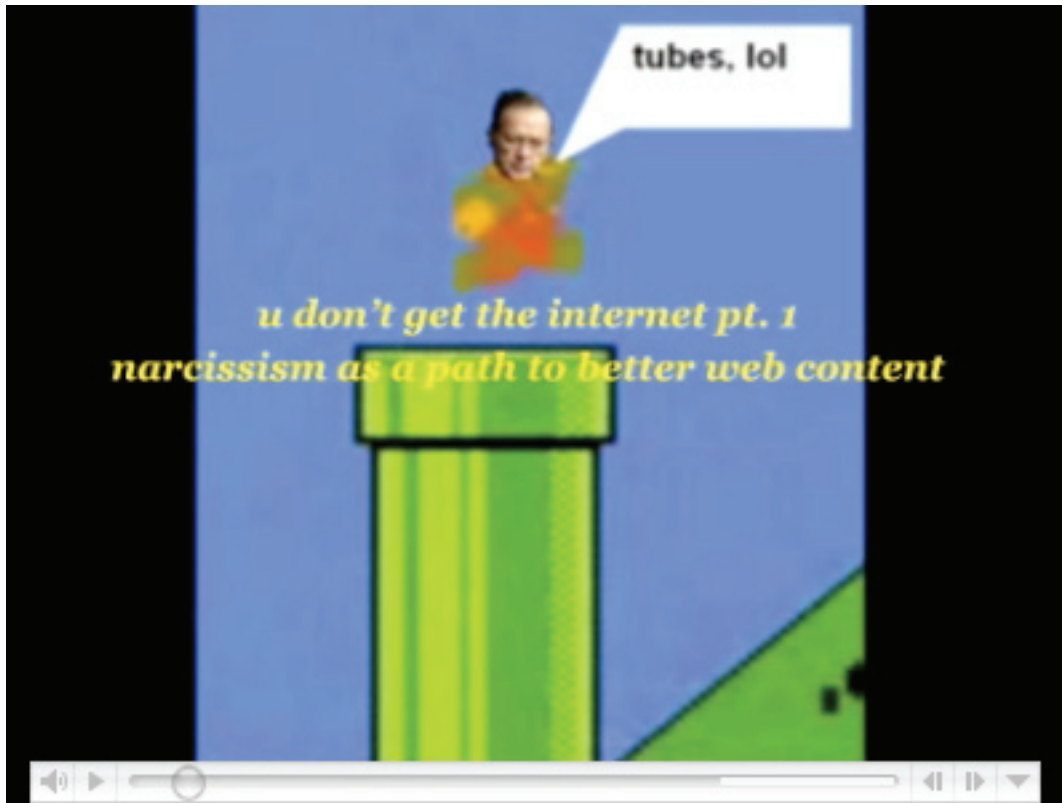 tubes, lol
u don't get the internet pt. 1
narcissism as a path to better web content